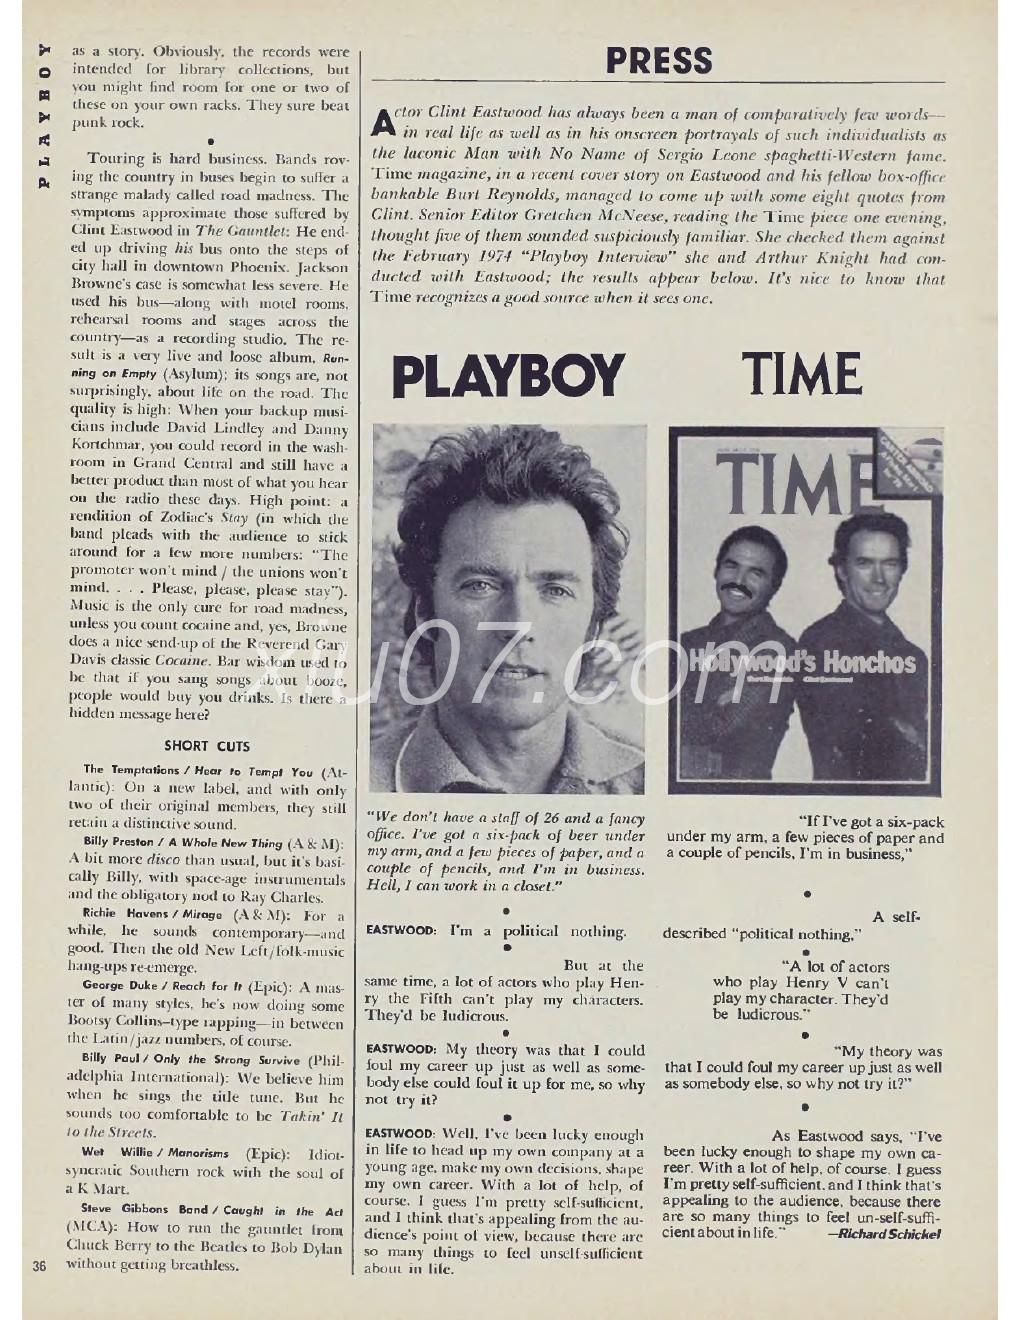 PLAYBOY
as a story. Obviously, the records were
intended for library collections, but
you might find room for one or two of
these on your own racks. They sure beat
punk rock.
•
Touring is hard business. Bands rov-
ing the country in buses begin to suffer a
strange malady called road madness. The
symptoms approximate those suffered by
Clint Eastwood in The Gauntlet: He end-
ed up driving his bus onto the steps of
city hall in downtown Phoenix. Jackson
Browne's case is somewhat less severe. He
used his bus—along with motel rooms,
rehearsal rooms and stages across the
country—as a recording studio. The re-
sult is a very live and loose album, Run-
ning on Empty (Asylum); its songs are, not
surprisingly, about life on the road. The
quality is high: When your backup musi-
cians include David Lindley and Danny
Kortchmar, you could record in the wash-
room in Grand Central and still have a
better product than most of what you hear
on the radio these days. High point: a
rendition of Zodiac's Stay (in which the
band pleads with the audience to stick
around for a few more numbers: "The
promoter won't mind / the unions won't
mind. . . . Please, please, please stay").
Music is the only cure for road madness,
unless you count cocaine and, yes, Browne
does a nice send-up of the Reverend Gary
Davis classic Cocaine. Bar wisdom used to
be that if you sang songs about booze,
people would buy you drinks. Is there a
hidden message here?
SHORT CUTS
The Temptations / Hear to Tempt You (At-
lantic): On a new label, and with only
two of their original members, they still
retain a distinctive sound.
Billy Preston / A Whole New Thing (A & M):
A bit more disco than usual, but it's basi-
cally Billy, with space-age instrumentals
and the obligatory nod to Ray Charles.
Richie Havens / Mirage (A & M): For a
while, he sounds contemporary—and
good. Then the old New Left/folk-music
hang-ups re-emerge.
George Duke / Reach for It (Epic): A mas-
ter of many styles, he's now doing some
Bootsy Collins–type rapping—in between
the Latin/jazz numbers, of course.
Billy Paul / Only the Strong Survive (Phil-
adelphia International): We believe him
when he sings the title tune. But he
sounds too comfortable to be Takin' It
to the Streets.
Wet Willie / Manorisms (Epic): Idiot-
syncratic Southern rock with the soul of
a K Mart.
Steve Gibbons Band / Caught in the Act
(MCA): How to run the gauntlet from
Chuck Berry to the Beatles to Bob Dylan
without getting breathless.
36
PRESS
Actor Clint Eastwood has always been a man of comparatively few words—
in real life as well as in his onscreen portrayals of such individualists as
the laconic Man with No Name of Sergio Leone spaghetti-Western fame.
Time magazine, in a recent cover story on Eastwood and his fellow box-office
bankable Burt Reynolds, managed to come up with some eight quotes from
Clint. Senior Editor Gretchen McNeese, reading the Time piece one evening,
thought five of them sounded suspiciously familiar. She checked them against
the February 1974 "Playboy Interview" she and Arthur Knight had con-
ducted with Eastwood; the results appear below. It's nice to know that
Time recognizes a good source when it sees one.
PLAYBOY
"We don't have a staff of 26 and a fancy
office. I've got a six-pack of beer under
my arm, and a few pieces of paper, and a
couple of pencils, and I'm in business.
Hell, I can work in a closet."
•
EASTWOOD: I'm a political nothing.
•
But at the
same time, a lot of actors who play Hen-
ry the Fifth can't play my characters.
They'd be ludicrous.
•
EASTWOOD: My theory was that I could
foul my career up just as well as some-
body else could foul it up for me, so why
not try it?
•
EASTWOOD: Well, I've been lucky enough
in life to head up my own company at a
young age, make my own decisions, shape
my own career. With a lot of help, of
course. I guess I'm pretty self-sufficient,
and I think that's appealing from the au-
dience's point of view, because there are
so many things to feel unself-sufficient
about in life.
TIME
TIME
Hollywood's Honchos
Burt Reynolds Clint Eastwood
"If I've got a six-pack
under my arm, a few pieces of paper and
a couple of pencils, I'm in business,"
•
A self-
described "political nothing,"
•
"A lot of actors
who play Henry V can't
play my character. They'd
be ludicrous."
•
"My theory was
that I could foul my career up just as well
as somebody else, so why not try it?"
•
As Eastwood says, "I've
been lucky enough to shape my own ca-
reer. With a lot of help, of course. I guess
I'm pretty self-sufficient, and I think that's
appealing to the audience, because there
are so many things to feel un-self-suffi-
cient about in life." —Richard Schickel
xiu07.com